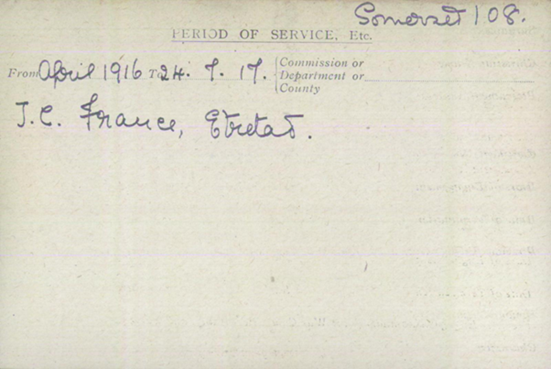 Somerset 108.
PERIOD OF SERVICE, Etc.
From April 1916 To 24. 7. 17. Commission or Department or County
J.C. France, Etretat.